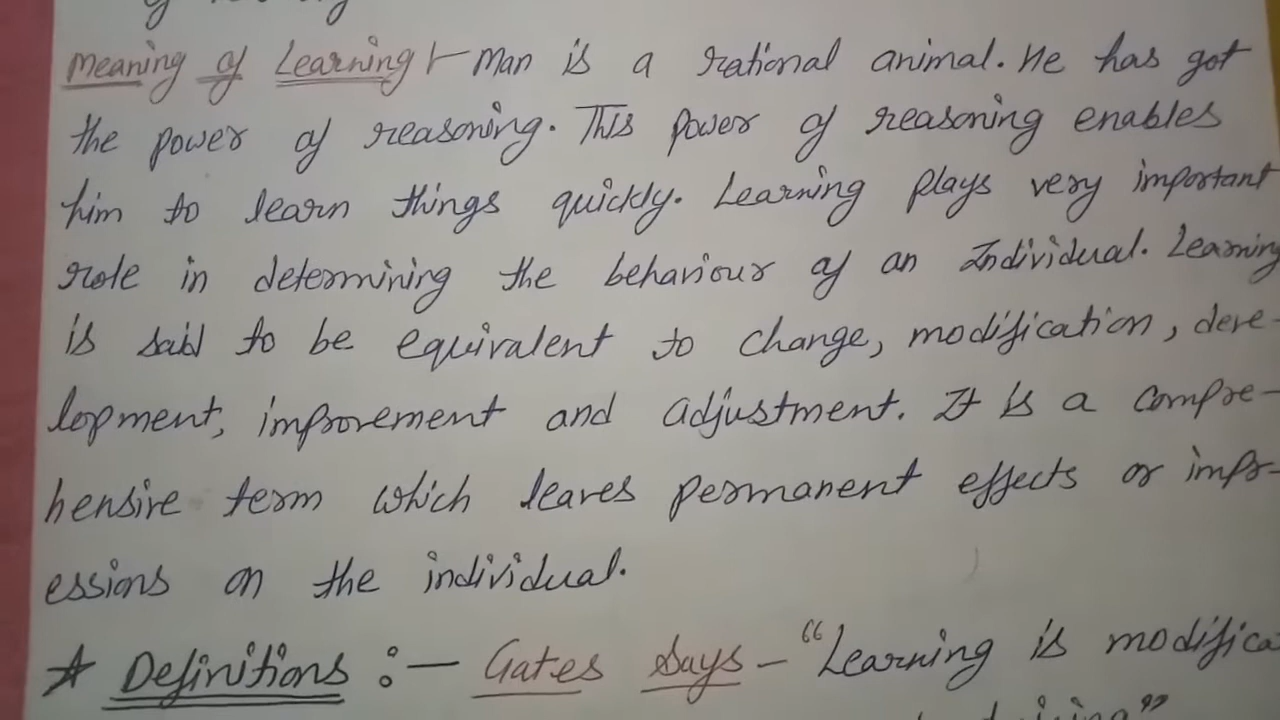 Meaning of Learning :- Man is a rational animal. He has got
the power of reasoning. This power of reasoning enables
him to learn things quickly. Learning plays very important
role in determining the behaviour of an Individual. Learning
is said to be equivalent to change, modification, deve-
lopment, improvement and adjustment. It is a compre-
hensive term which leaves permanent effects or impr-
essions on the individual.
* Definitions :- Gates Says - "Learning is modifica